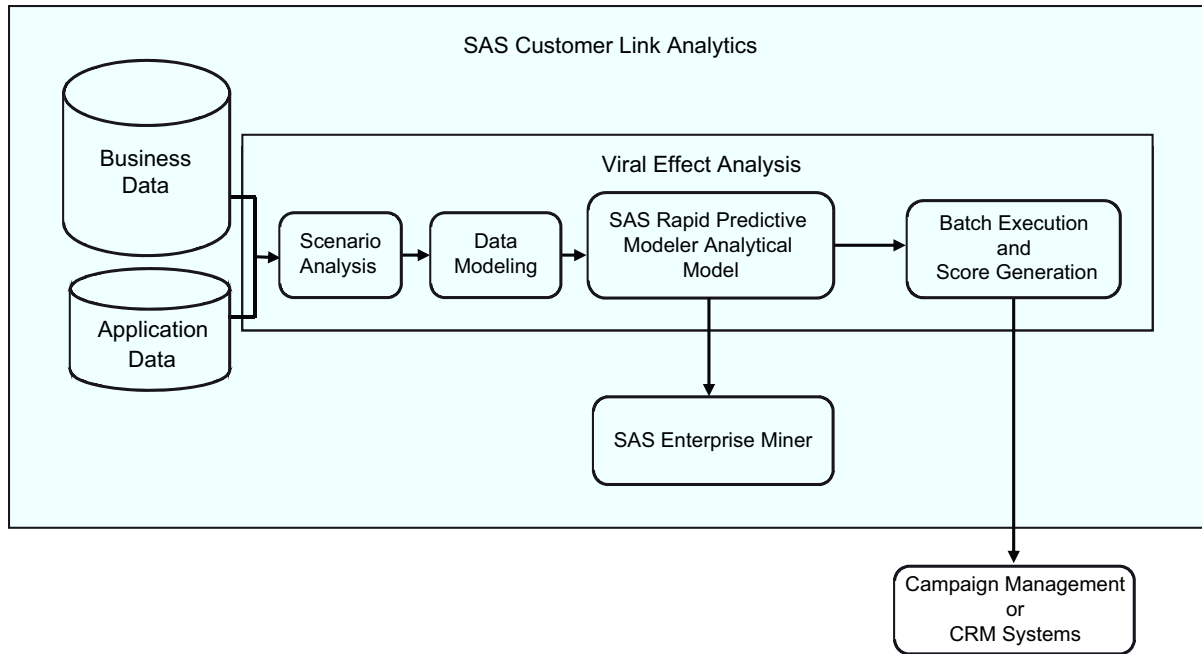 SAS Customer Link Analytics
Business
Data
Application
Data
Viral Effect Analysis
Scenario
Analysis
Data
Modeling
SAS Rapid Predictive
Modeler Analytical
Model
Batch Execution
and
Score Generation
SAS Enterprise Miner
Campaign Management
or
CRM Systems